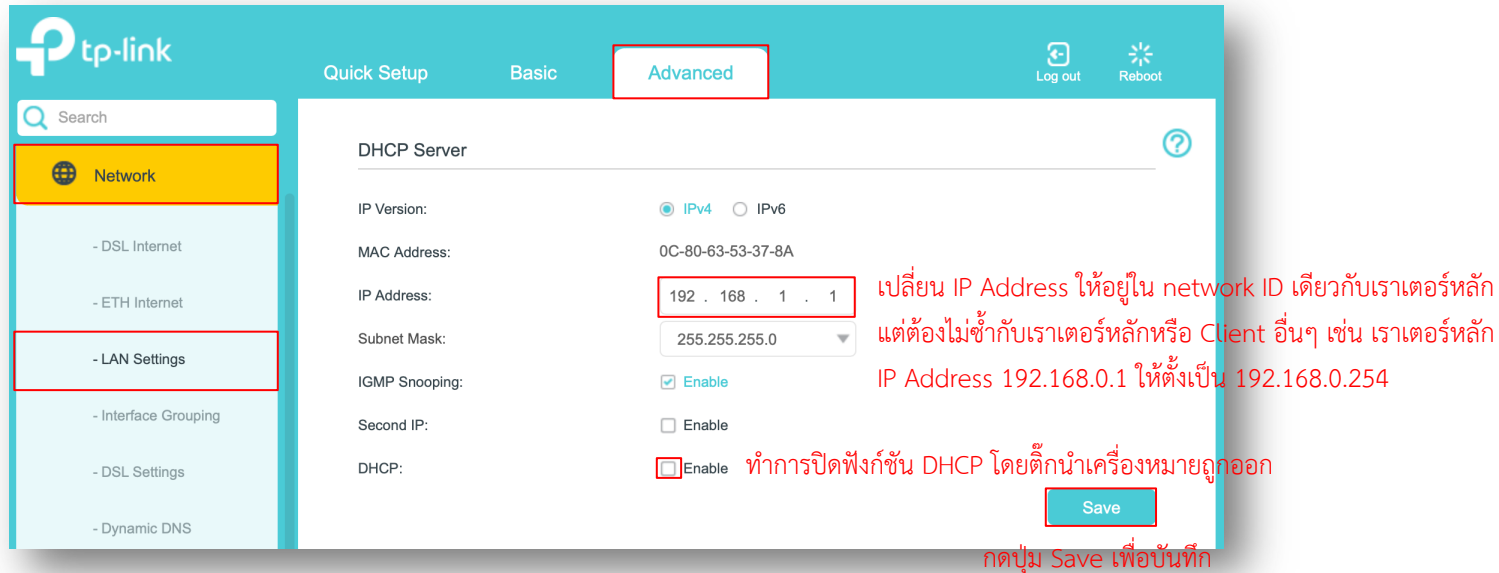 tp-link
Quick Setup
Basic
Advanced
Log out
Reboot
Search
Network
- DSL Internet
- ETH Internet
- LAN Settings
- Interface Grouping
- DSL Settings
- Dynamic DNS
DHCP Server
?
IP Version: IPv4 IPv6
MAC Address: 0C-80-63-53-37-8A
IP Address: 192 . 168 . 1 . 1
เปลี่ยน IP Address ให้อยู่ใน network ID เดียวกับเราเตอร์หลัก
แต่ต้องไม่ซ้ำกับเราเตอร์หลักหรือ Client อื่นๆ เช่น เราเตอร์หลัก
IP Address 192.168.0.1 ให้ตั้งเป็น 192.168.0.254
Subnet Mask: 255.255.255.0
IGMP Snooping: Enable
Second IP: Enable
DHCP: Enable ทำการปิดฟังก์ชัน DHCP โดยติ๊กนำเครื่องหมายถูกออก
Save
กดปุ่ม Save เพื่อบันทึก